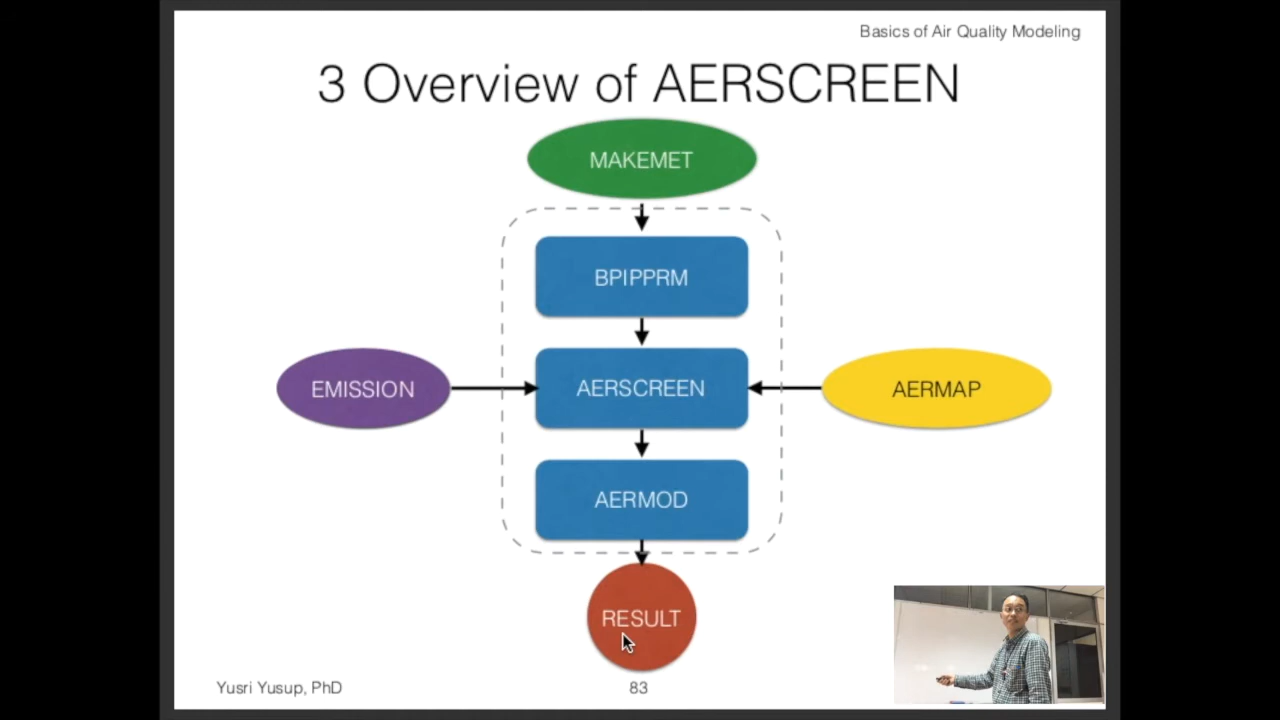 Basics of Air Quality Modeling
3 Overview of AERSCREEN
MAKEMET
BPIPPRM
EMISSION
AERSCREEN
AERMAP
AERMOD
RESULT
Yusri Yusup, PhD
83